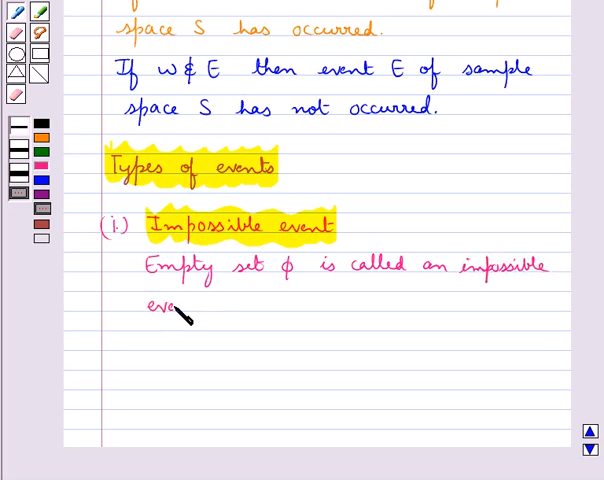 space S has occurred.
If w ∉ E then event E of sample
space S has not occurred.
Types of events
(i.) Impossible event
Empty set ϕ is called an impossible
eve